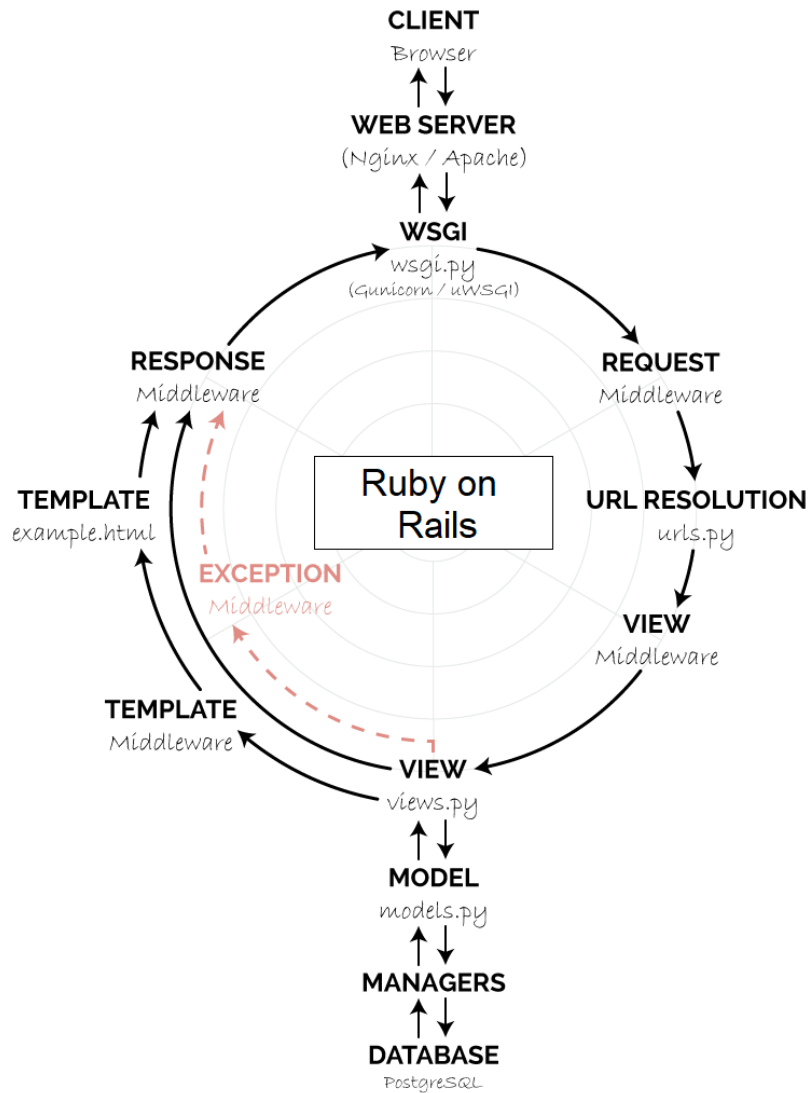 CLIENT
Browser
WEB SERVER
(Nginx / Apache)
WSGI
wsgi.py
(Gunicorn / uWSGI)
RESPONSE
Middleware
REQUEST
Middleware
Ruby on
Rails
TEMPLATE
example.html
URL RESOLUTION
urls.py
EXCEPTION
Middleware
VIEW
Middleware
TEMPLATE
Middleware
VIEW
views.py
MODEL
models.py
MANAGERS
DATABASE
PostgreSQL